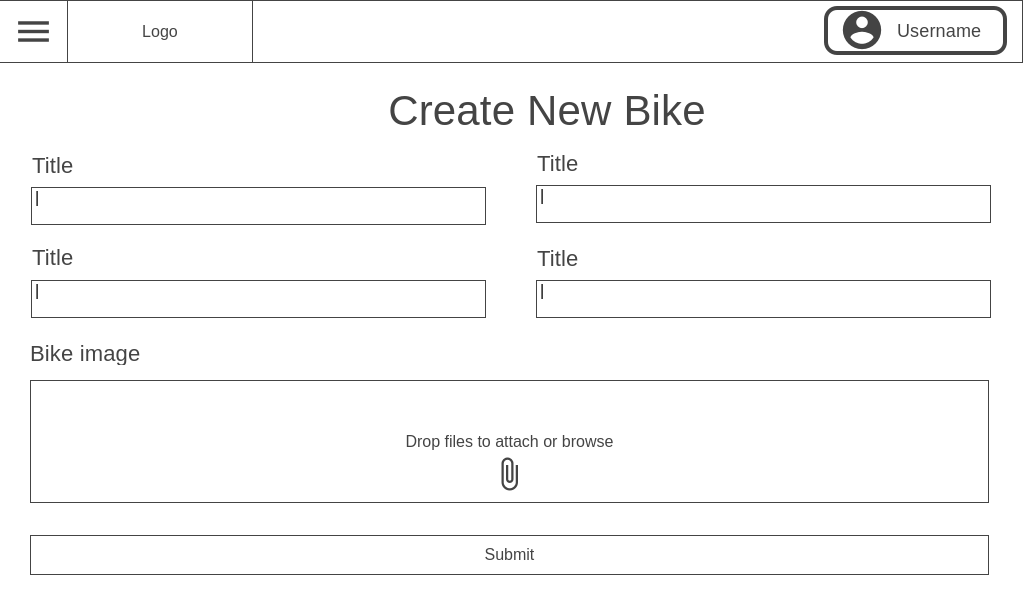 Logo
Username
Create New Bike
Title
Title
Title
Title
Bike image
Drop files to attach or browse
Submit